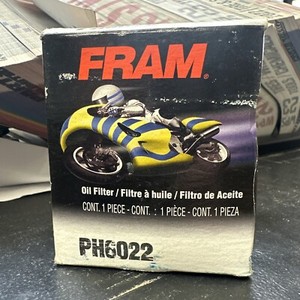 FRAM®
Oil Filter / Filtre à huile / Filtro de Aceite
CONT. 1 PIECE - CONT. : 1 PIÈCE - CONT. 1 PIEZA
PH6022